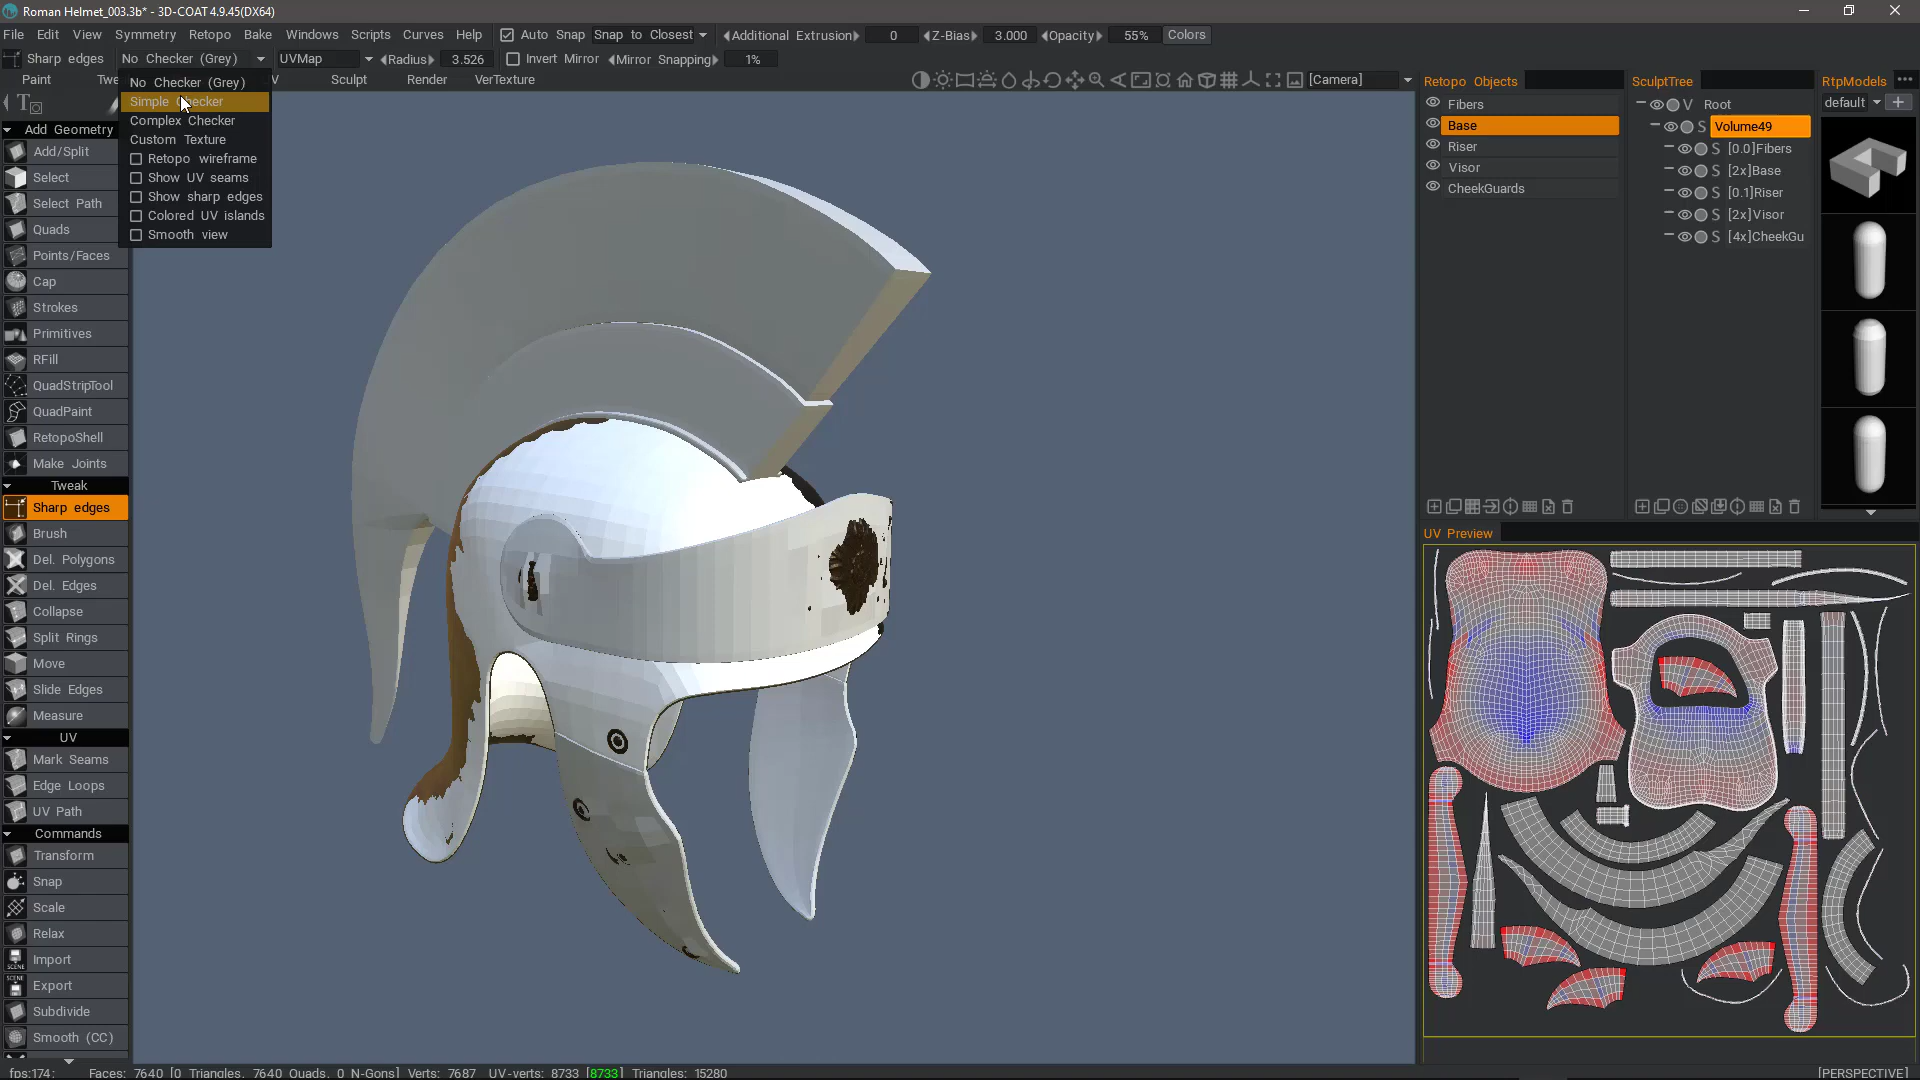 Roman Helmet_003.3b* - 3D-COAT 4.9.45(DX64)
File Edit View Symmetry Retopo Bake Windows Scripts Curves Help Auto Snap Snap to Closest Additional Extrusion 0 Z-Bias 3.000 Opacity 55% Colors
Sharp edges No Checker (Grey) UVMap Radius 3.526 Invert Mirror Mirror Snapping 1%
Paint Twe V Sculpt Render VerTexture [Camera]
No Checker (Grey)
Simple Checker
Complex Checker
Custom Texture
Retopo wireframe
Show UV seams
Show sharp edges
Colored UV islands
Smooth view
Add Geometry
Add/Split
Select
Select Path
Quads
Points/Faces
Cap
Strokes
Primitives
RFill
QuadStripTool
QuadPaint
RetopoShell
Make Joints
Tweak
Sharp edges
Brush
Del. Polygons
Del. Edges
Collapse
Split Rings
Move
Slide Edges
Measure
UV
Mark Seams
Edge Loops
UV Path
Commands
Transform
Snap
Scale
Relax
SCENE
Import
SCENE
Export
Subdivide
Smooth (CC)
Retopo Objects
Fibers
Base
Riser
Visor
CheekGuards
SculptTree
V Root
S Volume49
S [0.0]Fibers
S [2x]Base
S [0.1]Riser
S [2x]Visor
S [4x]CheekGu
RtpModels
default
UV Preview
fps:174; Faces: 7640 [0 Triangles, 7640 Quads, 0 N-Gons] Verts: 7687 UV-verts: 8733 [8733] Triangles: 15280 [PERSPECTIVE]